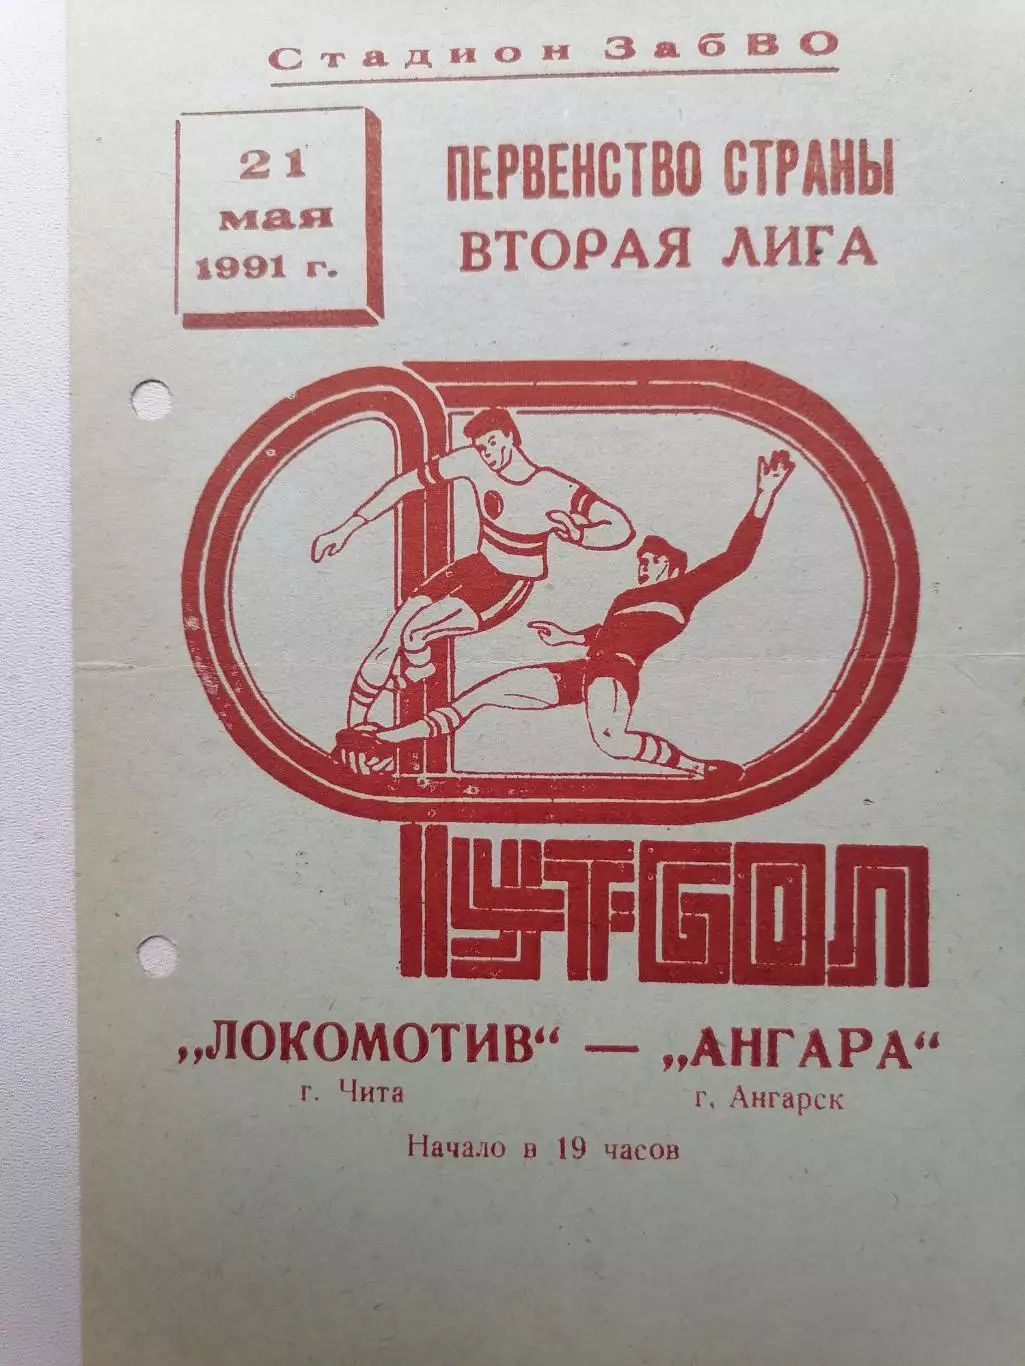 Стадион ЗабВО
21
мая
1991 г.
ПЕРВЕНСТВО СТРАНЫ
ВТОРАЯ ЛИГА
ФУТБОЛ
„ЛОКОМОТИВ“ — „АНГАРА“
г. Чита
г. Ангарск
Начало в 19 часов